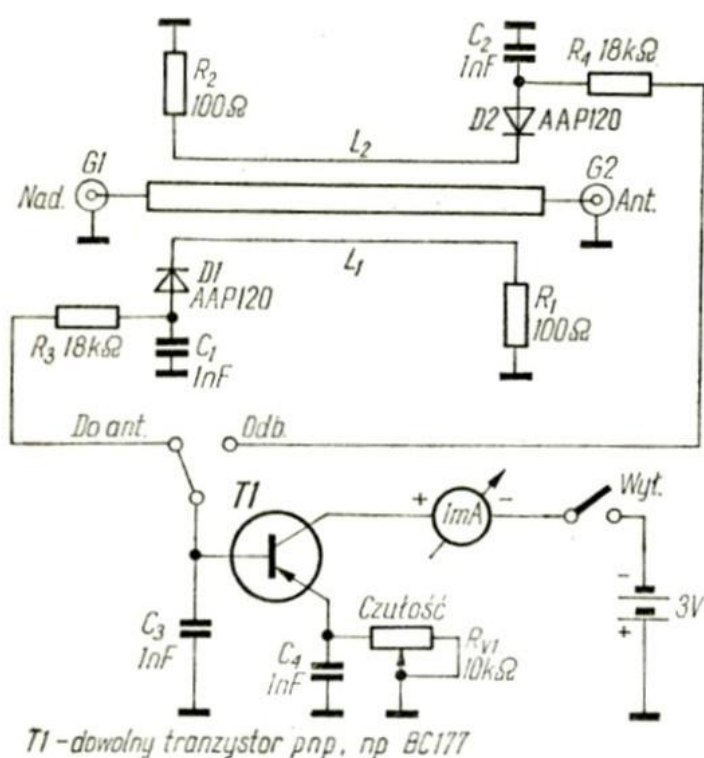 C₂
1nF
R₄ 18kΩ
R₂
100Ω
D2
AAP120
L₂
G1
Nad.
G2
Ant.
L₁
D1
AAP120
R₃ 18kΩ
C₁
1nF
R₁
100Ω
Do ant.
Odb.
T1
+
1mA
-
Wył.
C₃
1nF
C₄
1nF
Czułość
R_V1
10kΩ
-
+
3V
T1 - dowolny tranzystor pnp, np BC177